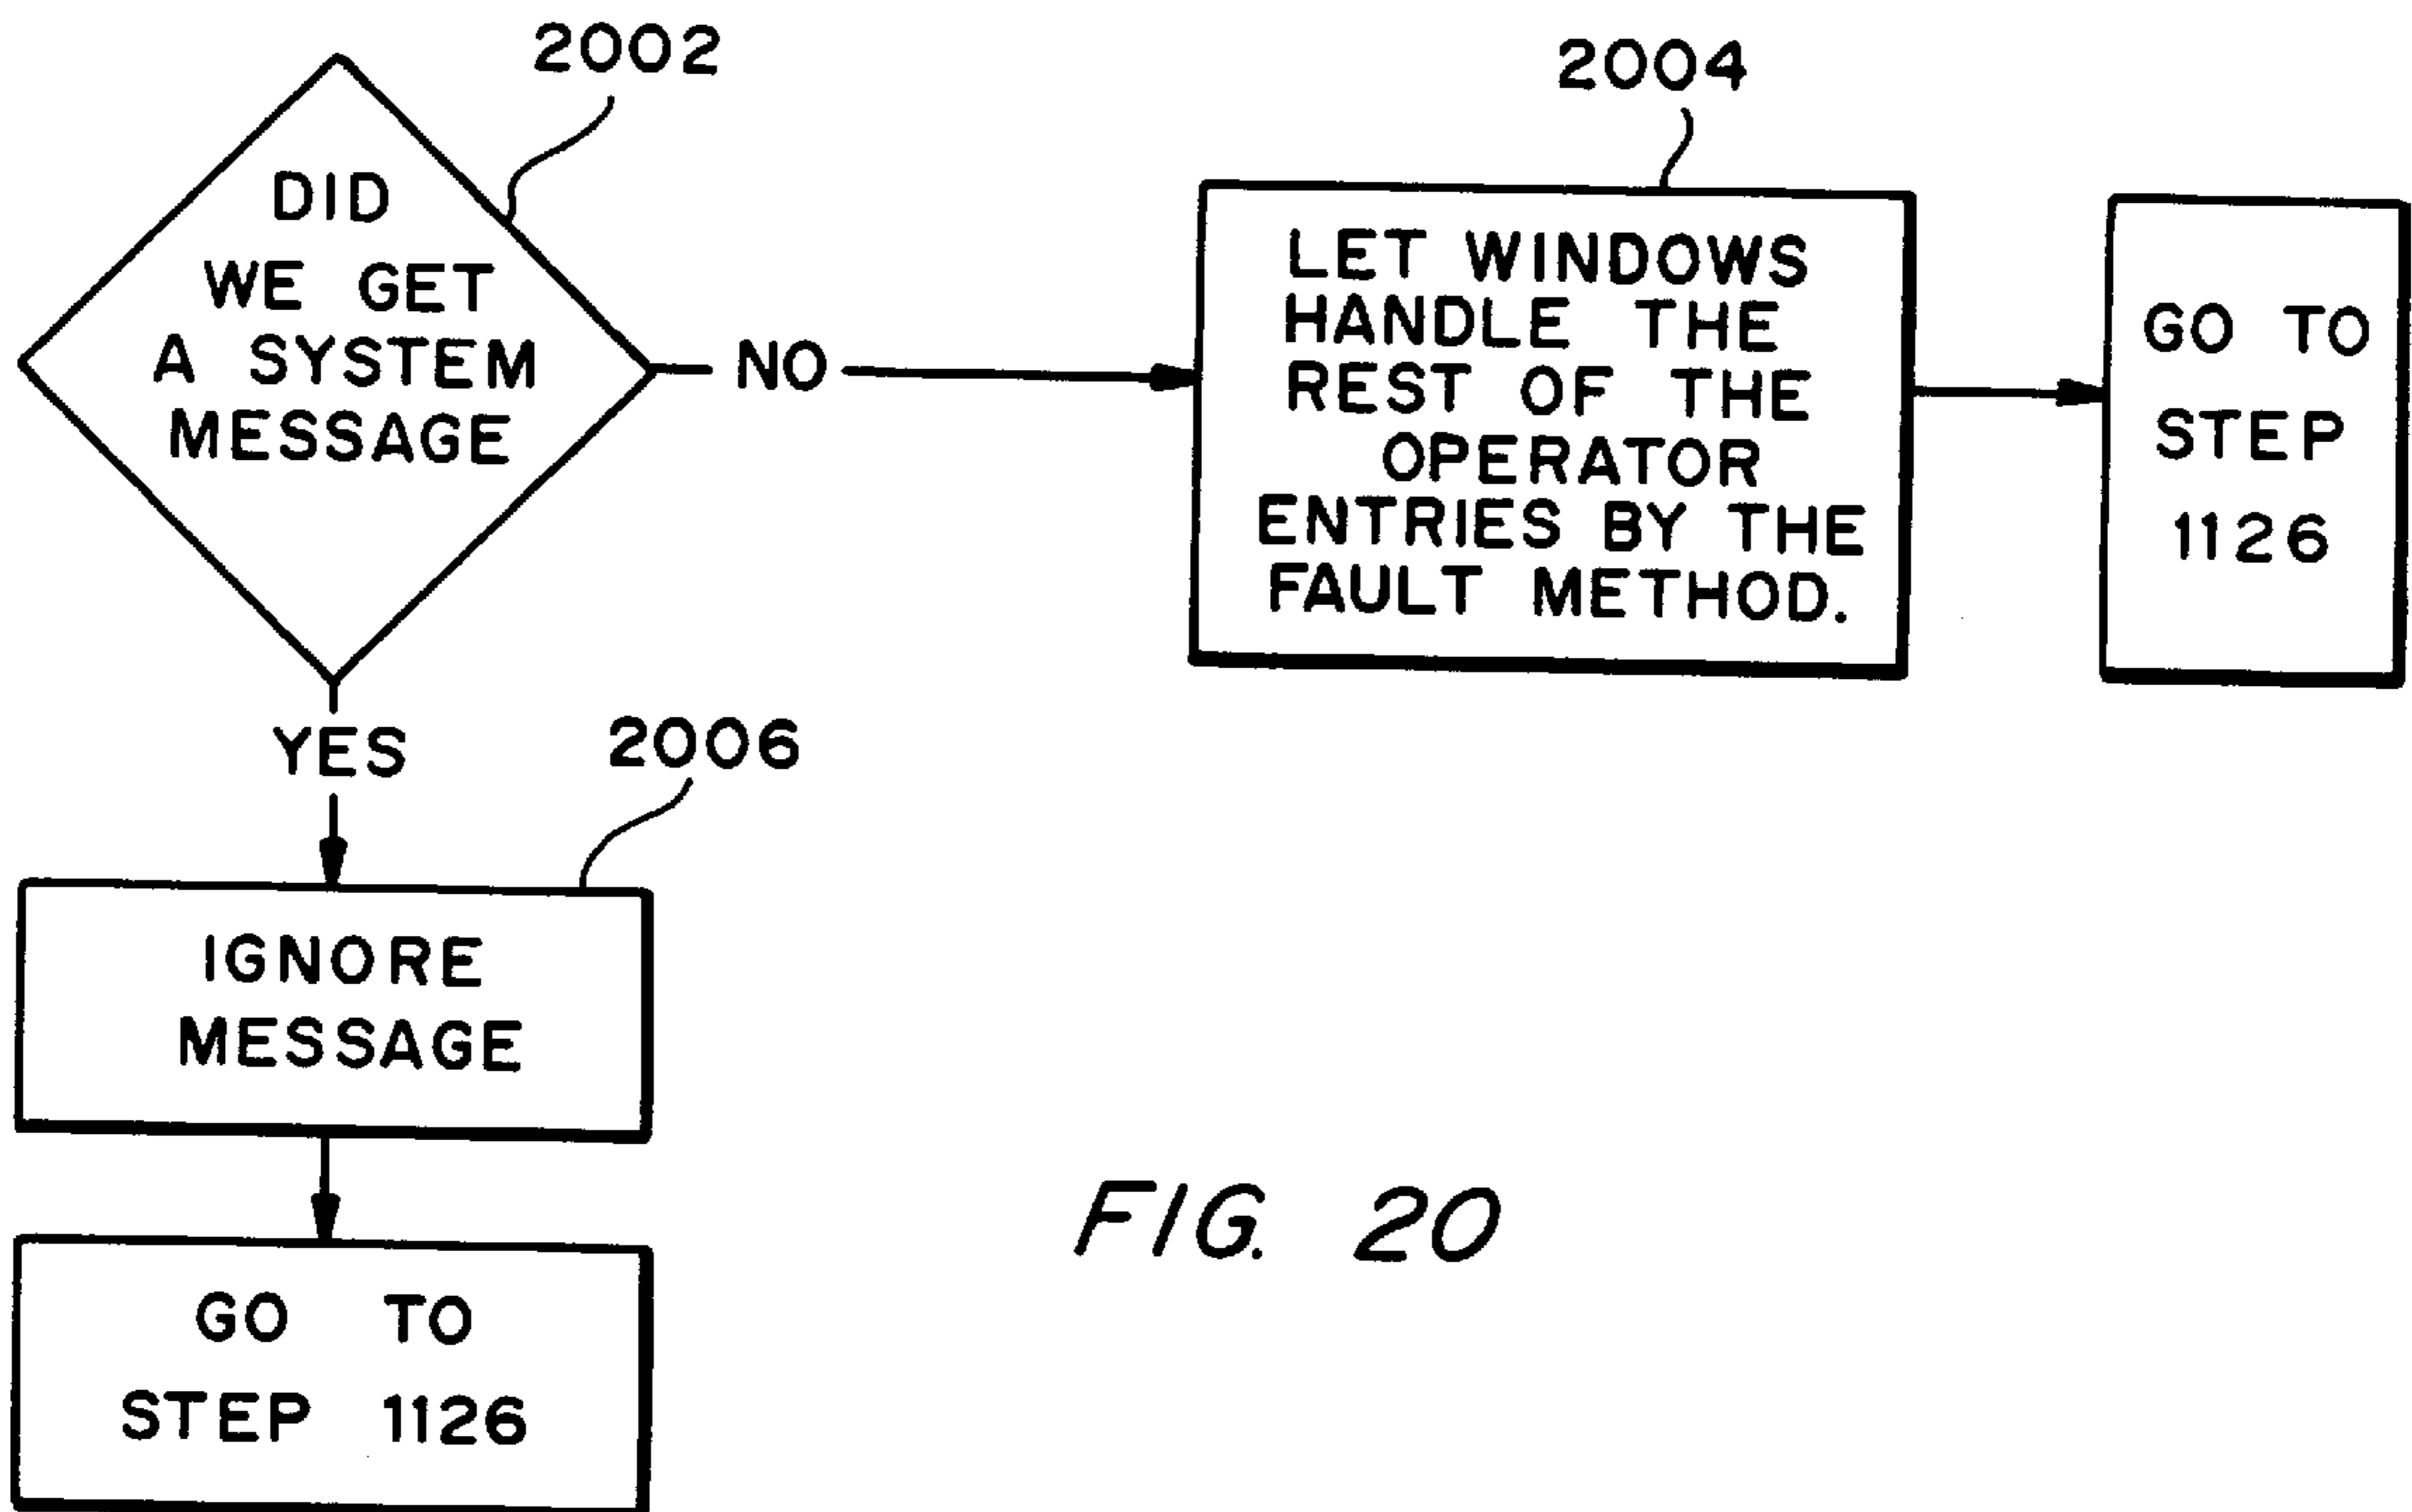 2002
DID
WE GET
A SYSTEM
MESSAGE
NO
2004
LET WINDOWS
HANDLE THE
REST OF THE
OPERATOR
ENTRIES BY THE
FAULT METHOD.
GO TO
STEP
1126
YES
2006
IGNORE
MESSAGE
GO TO
STEP 1126
FIG. 20